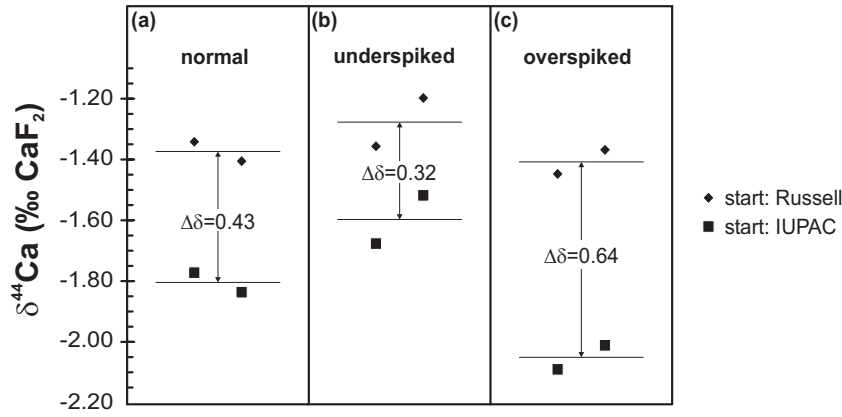 (a)
normal
(b)
underspiked
(c)
overspiked
δ⁴⁴Ca (‰ CaF₂)
-1.20
-1.40
-1.60
-1.80
-2.00
-2.20
Δδ=0.43
Δδ=0.32
Δδ=0.64
start: Russell
start: IUPAC